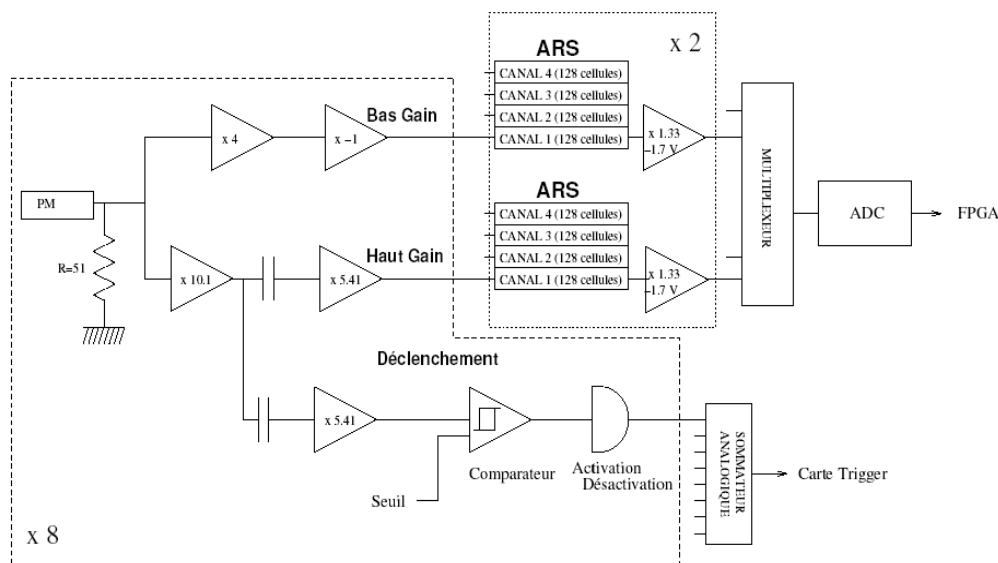 ARS
x 2
CANAL 4 (128 cellules)
CANAL 3 (128 cellules)
CANAL 2 (128 cellules)
CANAL 1 (128 cellules)
Bas Gain
x 4
x −1
x 1.33
−1.7 V
MULTIPLEXEUR
ARS
CANAL 4 (128 cellules)
CANAL 3 (128 cellules)
CANAL 2 (128 cellules)
CANAL 1 (128 cellules)
PM
R=51
Haut Gain
x 10.1
x 5.41
x 1.33
−1.7 V
ADC
FPGA
Déclenchement
x 5.41
Seuil
Comparateur
Activation
Désactivation
SOMMATEUR
ANALOGIQUE
Carte Trigger
x 8